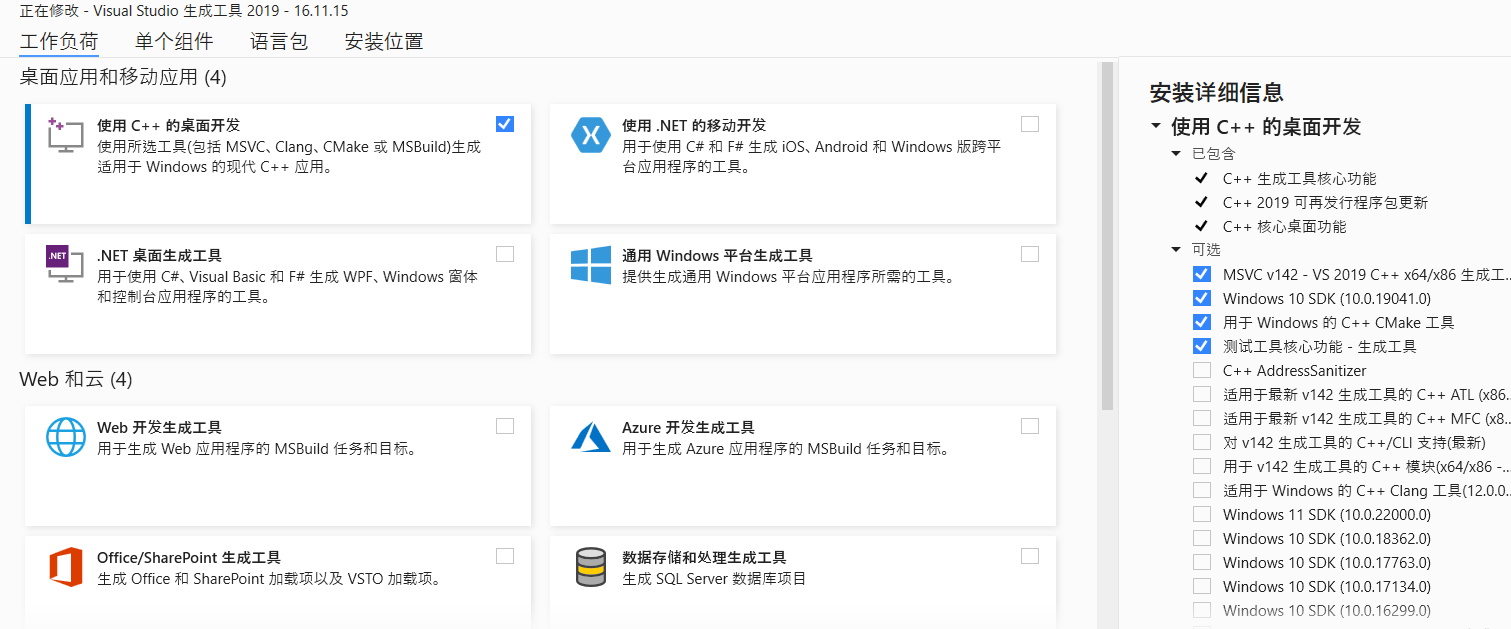 正在修改 - Visual Studio 生成工具 2019 - 16.11.15
工作负荷 单个组件 语言包 安装位置
桌面应用和移动应用 (4)
使用 C++ 的桌面开发
使用所选工具(包括 MSVC、Clang、CMake 或 MSBuild)生成
适用于 Windows 的现代 C++ 应用。
使用 .NET 的移动开发
用于使用 C# 和 F# 生成 iOS、Android 和 Windows 版跨平
台应用程序的工具。
.NET
.NET 桌面生成工具
用于使用 C#、Visual Basic 和 F# 生成 WPF、Windows 窗体
和控制台应用程序的工具。
通用 Windows 平台生成工具
提供生成通用 Windows 平台应用程序所需的工具。
Web 和云 (4)
Web 开发生成工具
用于生成 Web 应用程序的 MSBuild 任务和目标。
Azure 开发生成工具
用于生成 Azure 应用程序的 MSBuild 任务和目标。
Office/SharePoint 生成工具
生成 Office 和 SharePoint 加载项以及 VSTO 加载项。
数据存储和处理生成工具
生成 SQL Server 数据库项目
安装详细信息
使用 C++ 的桌面开发
已包含
C++ 生成工具核心功能
C++ 2019 可再发行程序包更新
C++ 核心桌面功能
可选
MSVC v142 - VS 2019 C++ x64/x86 生成工...
Windows 10 SDK (10.0.19041.0)
用于 Windows 的 C++ CMake 工具
测试工具核心功能 - 生成工具
C++ AddressSanitizer
适用于最新 v142 生成工具的 C++ ATL (x86...
适用于最新 v142 生成工具的 C++ MFC (x8...
对 v142 生成工具的 C++/CLI 支持(最新)
用于 v142 生成工具的 C++ 模块(x64/x86 -...
适用于 Windows 的 C++ Clang 工具(12.0.0...
Windows 11 SDK (10.0.22000.0)
Windows 10 SDK (10.0.18362.0)
Windows 10 SDK (10.0.17763.0)
Windows 10 SDK (10.0.17134.0)
Windows 10 SDK (10.0.16299.0)